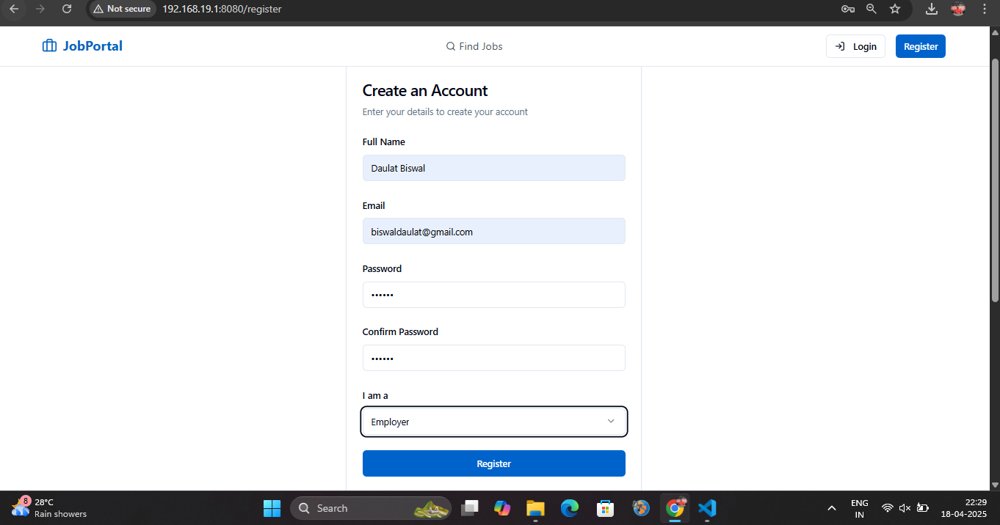 Not secure 192.168.19.1:8080/register
JobPortal
Find Jobs
Login
Register
Create an Account
Enter your details to create your account
Full Name
Daulat Biswal
Email
biswaldaulat@gmail.com
Password
••••••
Confirm Password
••••••
I am a
Employer
Register
8
28°C
Rain showers
Search
ENG
IN
22:29
18-04-2025